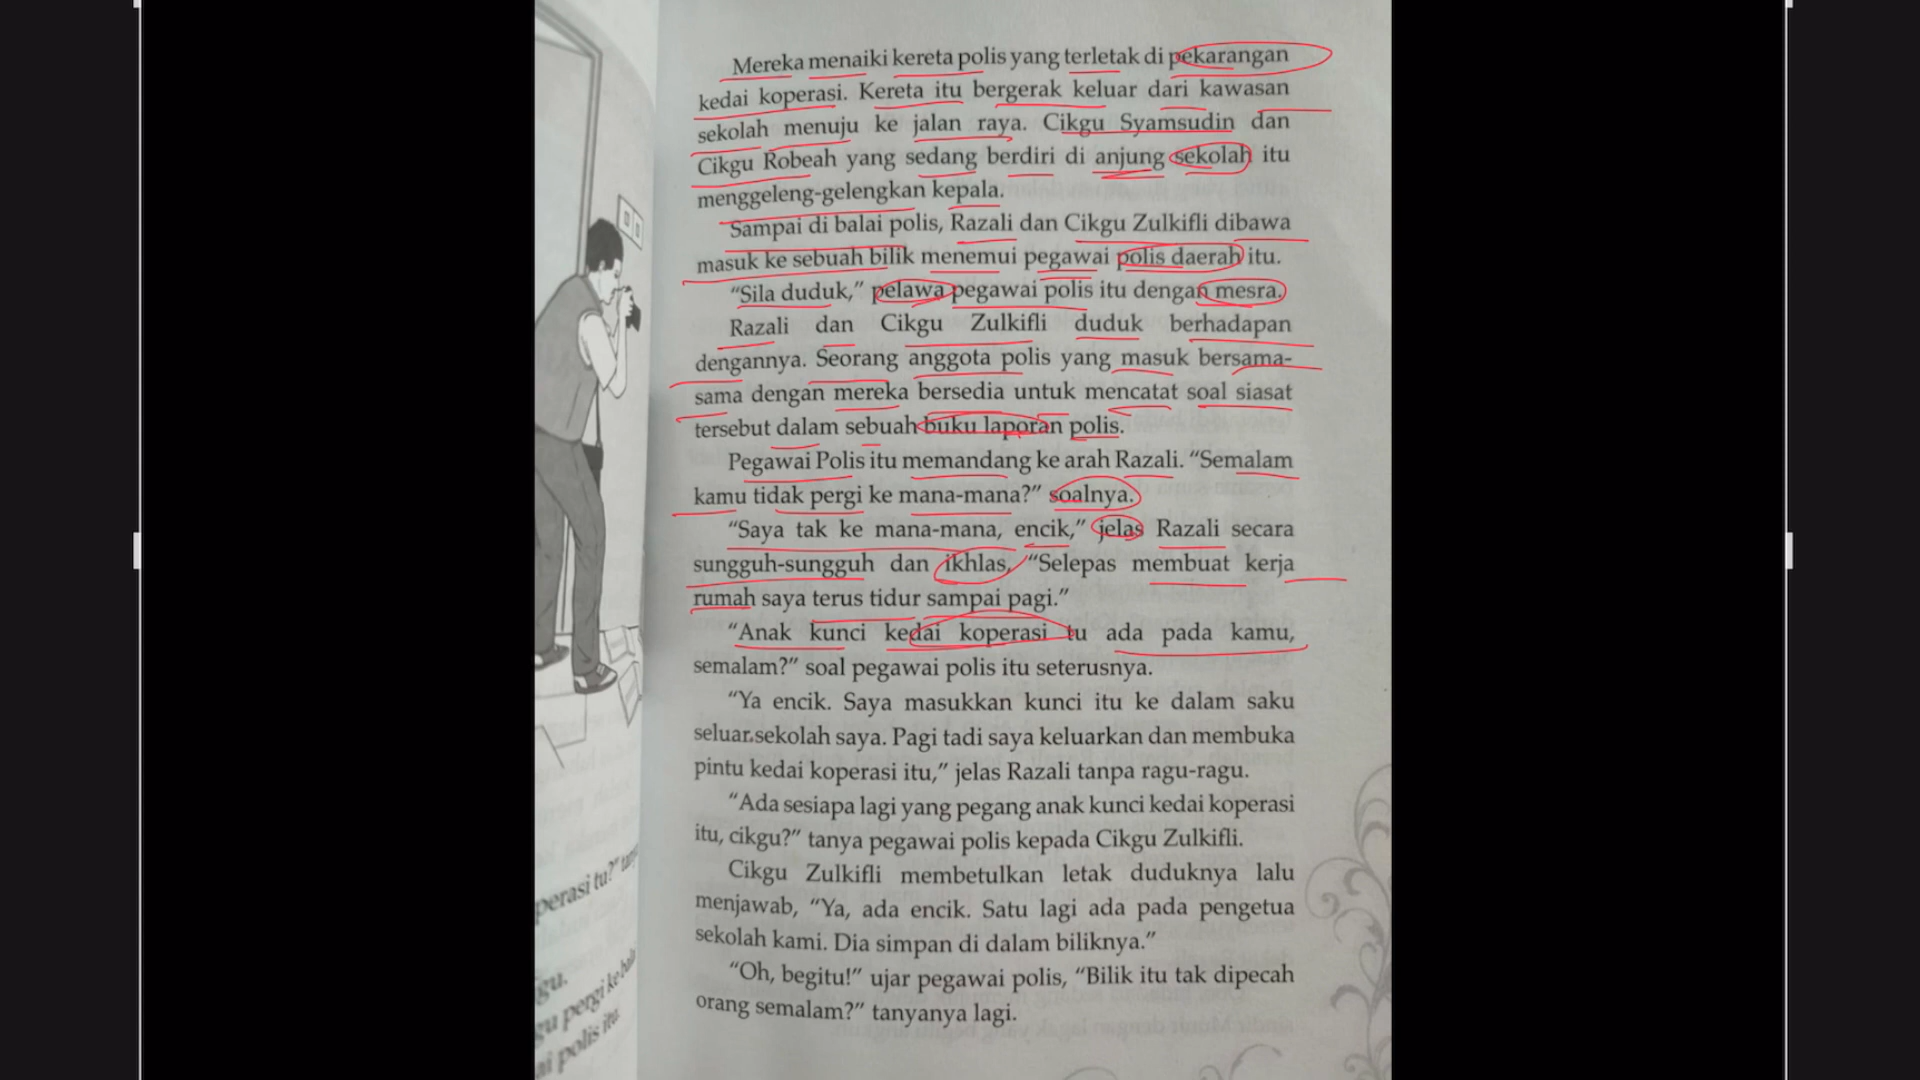 Mereka menaiki kereta polis yang terletak di pekarangan
kedai koperasi. Kereta itu bergerak keluar dari kawasan
sekolah menuju ke jalan raya. Cikgu Syamsudin dan
Cikgu Robeah yang sedang berdiri di anjung sekolah itu
menggeleng-gelengkan kepala.
Sampai di balai polis, Razali dan Cikgu Zulkifli dibawa
masuk ke sebuah bilik menemui pegawai polis daerah itu.
“Sila duduk,” pelawa pegawai polis itu dengan mesra.
Razali dan Cikgu Zulkifli duduk berhadapan
dengannya. Seorang anggota polis yang masuk bersama-
sama dengan mereka bersedia untuk mencatat soal siasat
tersebut dalam sebuah buku laporan polis.
Pegawai Polis itu memandang ke arah Razali. “Semalam
kamu tidak pergi ke mana-mana?” soalnya.
“Saya tak ke mana-mana, encik,” jelas Razali secara
sungguh-sungguh dan ikhlas, “Selepas membuat kerja
rumah saya terus tidur sampai pagi.”
“Anak kunci kedai koperasi tu ada pada kamu,
semalam?” soal pegawai polis itu seterusnya.
“Ya encik. Saya masukkan kunci itu ke dalam saku
seluar sekolah saya. Pagi tadi saya keluarkan dan membuka
pintu kedai koperasi itu,” jelas Razali tanpa ragu-ragu.
“Ada sesiapa lagi yang pegang anak kunci kedai koperasi
itu, cikgu?” tanya pegawai polis kepada Cikgu Zulkifli.
Cikgu Zulkifli membetulkan letak duduknya lalu
menjawab, “Ya, ada encik. Satu lagi ada pada pengetua
sekolah kami. Dia simpan di dalam biliknya.”
“Oh, begitu!” ujar pegawai polis, “Bilik itu tak dipecah
orang semalam?” tanyanya lagi.
perasi tu?”
gu.
gu pergi ke
ai polis itu.